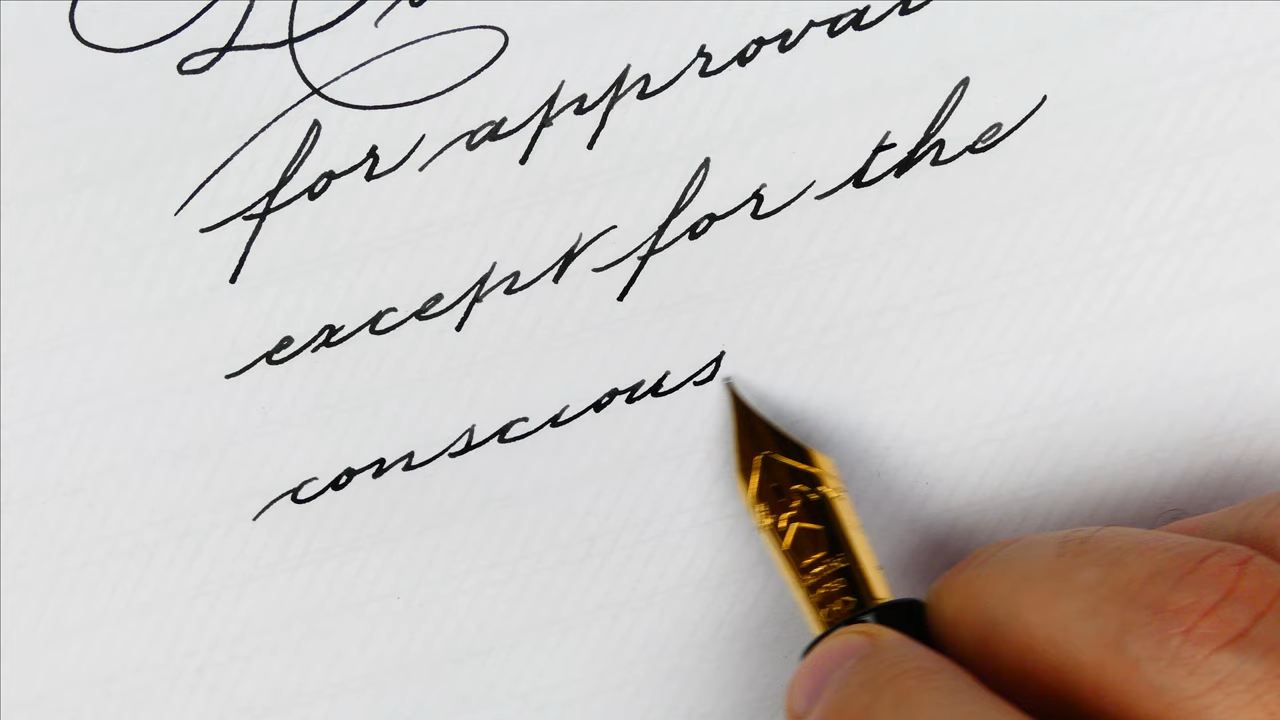 for approval
except for the
conscious